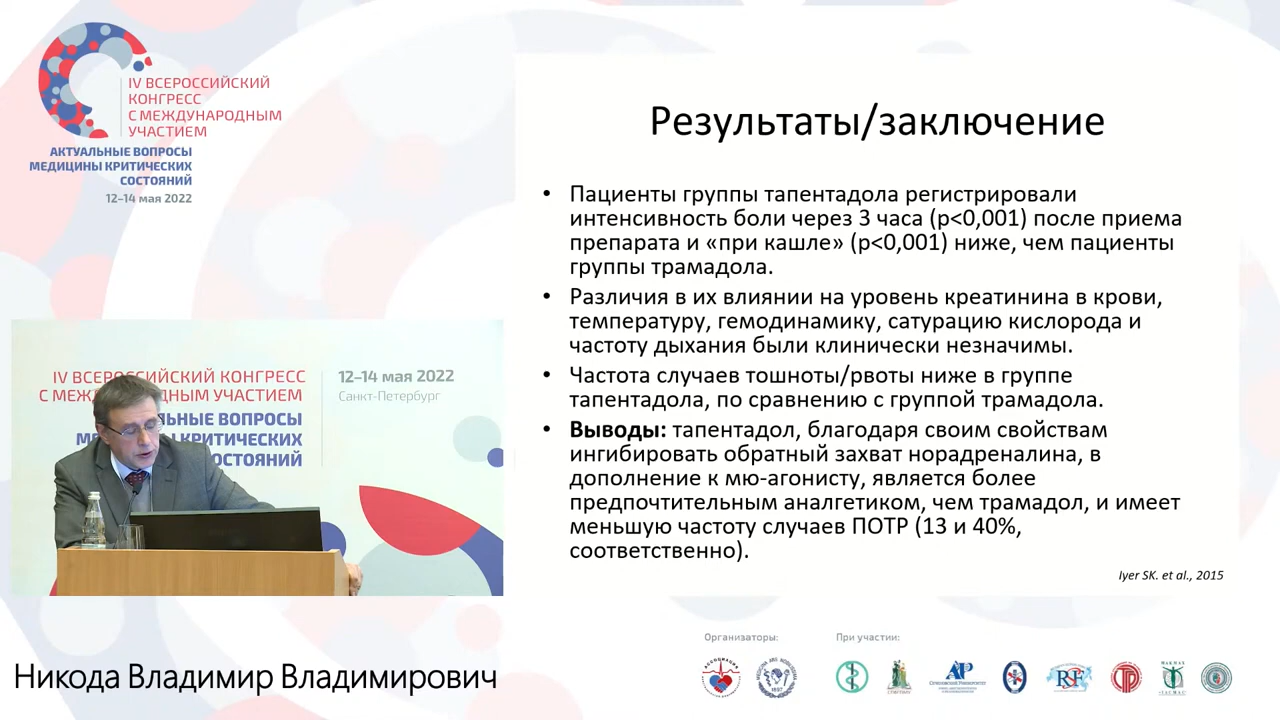 IV ВСЕРОССИЙСКИЙ
КОНГРЕСС
С МЕЖДУНАРОДНЫМ
УЧАСТИЕМ
АКТУАЛЬНЫЕ ВОПРОСЫ
МЕДИЦИНЫ КРИТИЧЕСКИХ
СОСТОЯНИЙ
12–14 мая 2022
Результаты/заключение
• Пациенты группы тапентадола регистрировали
интенсивность боли через 3 часа (p<0,001) после приема
препарата и «при кашле» (p<0,001) ниже, чем пациенты
группы трамадола.
• Различия в их влиянии на уровень креатинина в крови,
температуру, гемодинамику, сатурацию кислорода и
частоту дыхания были клинически незначимы.
• Частота случаев тошноты/рвоты ниже в группе
тапентадола, по сравнению с группой трамадола.
• Выводы: тапентадол, благодаря своим свойствам
ингибировать обратный захват норадреналина, в
дополнение к мю-агонисту, является более
предпочтительным аналгетиком, чем трамадол, и имеет
меньшую частоту случаев ПОТР (13 и 40%,
соответственно).
Iyer SK. et al., 2015
IV ВСЕРОССИЙСКИЙ КОНГРЕСС
С МЕЖ ДНЫМ УЧАСТИЕМ
ЛЬНЫЕ ВОПРОСЫ
МЕ КРИТИЧЕСКИХ
ОСТОЯНИЙ
12–14 мая 2022
Санкт-Петербург
Никода Владимир Владимирович
Организаторы:
При участии: